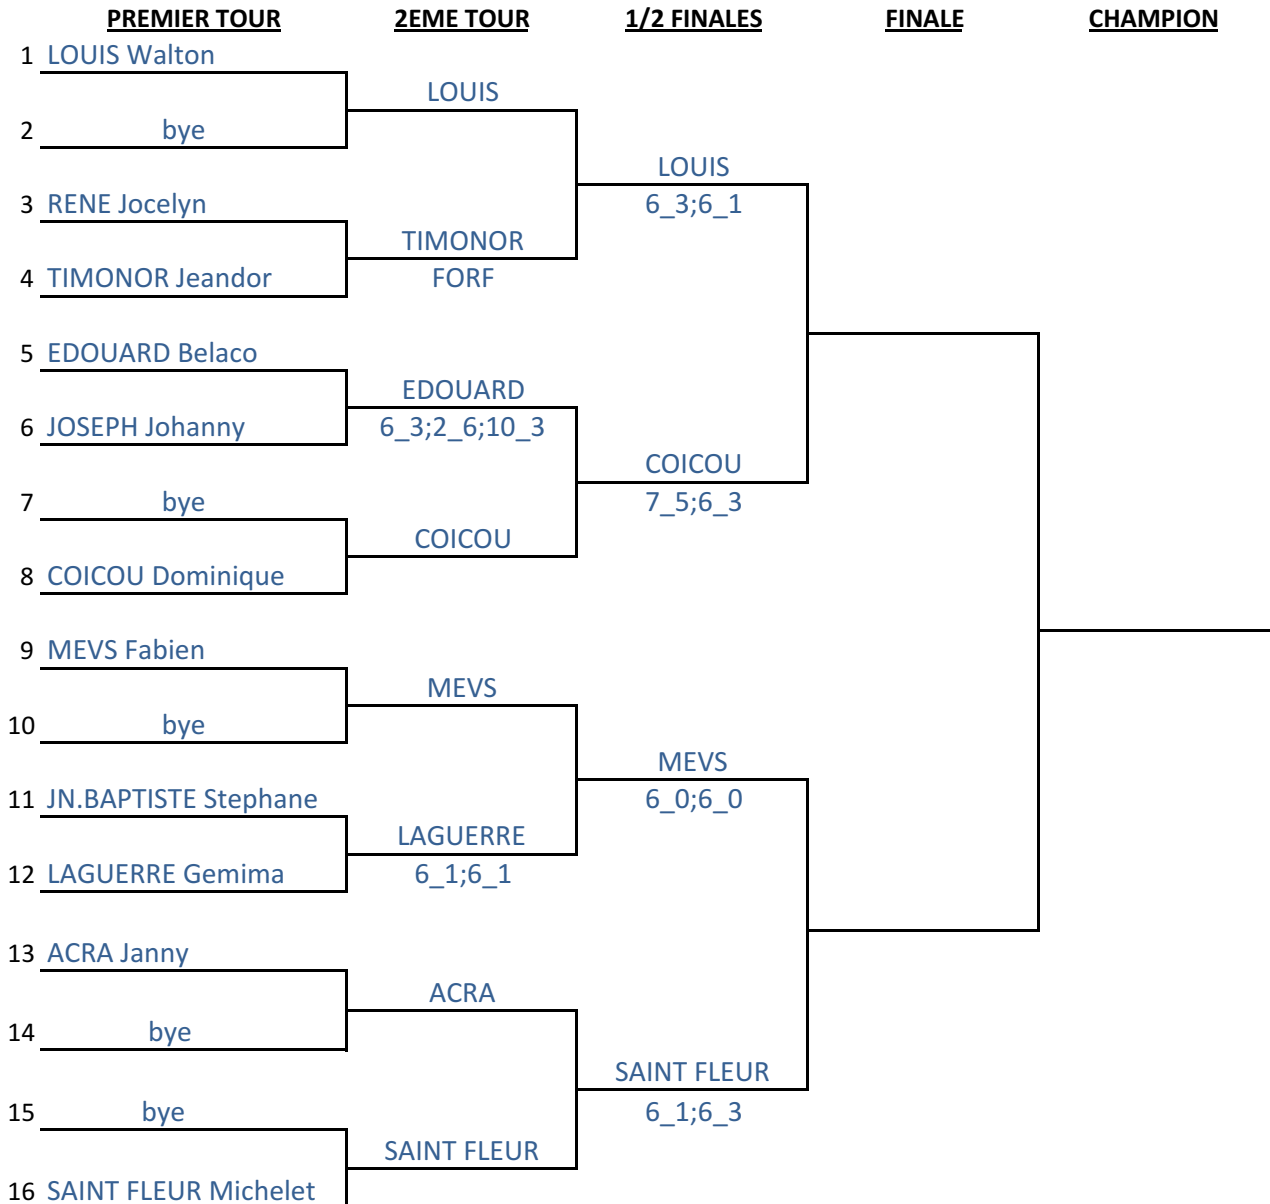 PREMIER TOUR 2EME TOUR 1/2 FINALES FINALE CHAMPION
1 LOUIS Walton
LOUIS
2 bye
LOUIS
3 RENE Jocelyn 6_3;6_1
TIMONOR
4 TIMONOR Jeandor FORF
5 EDOUARD Belaco
EDOUARD
6 JOSEPH Johanny 6_3;2_6;10_3
COICOU
7 bye 7_5;6_3
COICOU
8 COICOU Dominique
9 MEVS Fabien
MEVS
10 bye
MEVS
11 JN.BAPTISTE Stephane 6_0;6_0
LAGUERRE
12 LAGUERRE Gemima 6_1;6_1
13 ACRA Janny
ACRA
14 bye
SAINT FLEUR
15 bye 6_1;6_3
SAINT FLEUR
16 SAINT FLEUR Michelet